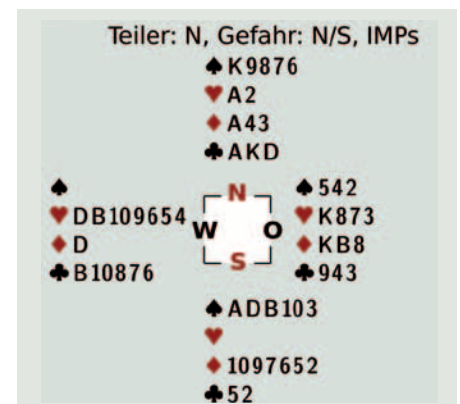 Teiler: N, Gefahr: N/S, IMPs
♠ K9876
♥ A2
♦ A43
♣ AKD
♠
♥ DB109654
♦ D
♣ B10876
N
W O
S
♠ 542
♥ K873
♦ KB8
♣ 943
♠ ADB103
♥
♦ 1097652
♣ 52